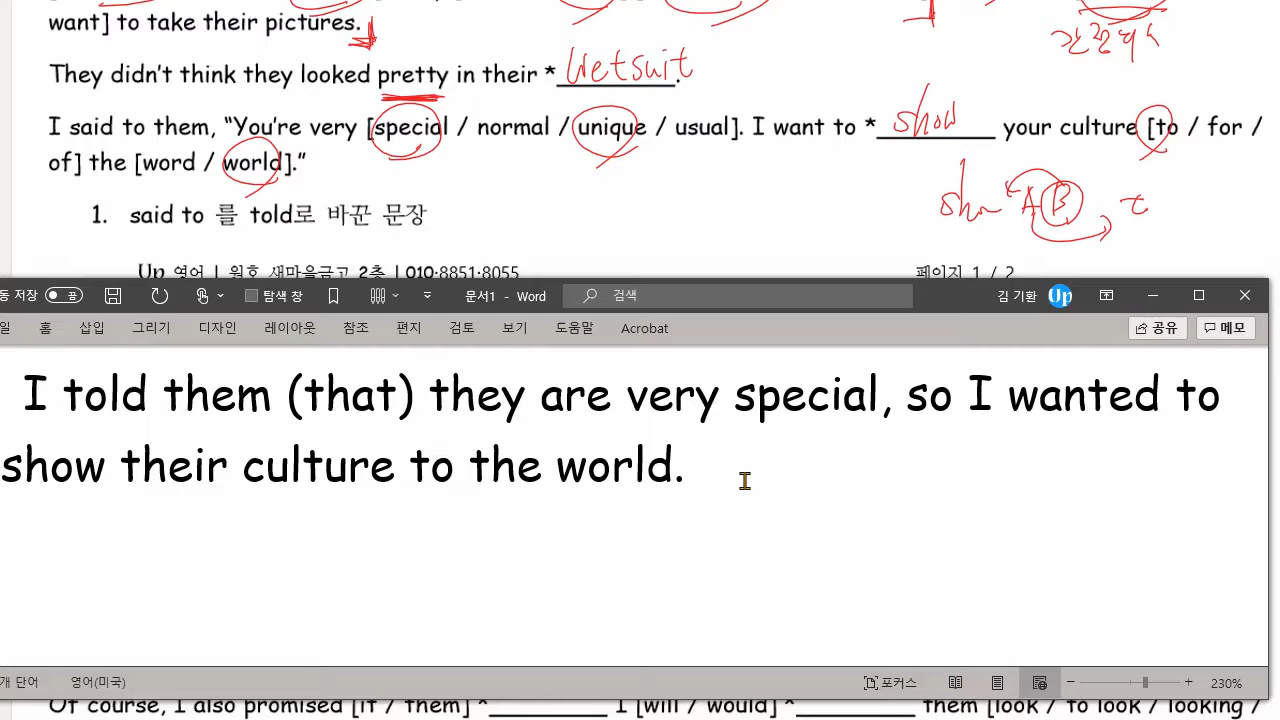 want] to take their pictures.
They didn't think they looked pretty in their * wetsuit.
I said to them, “You're very [special / normal / unique / usual]. I want to * show your culture [to / for /
of] the [word / world].”
show A B t
1. said to 를 told로 바꾼 문장
Up 영어 | 원호 새마을금고 2층 | 010·8851·8055 페이지 1 / 2
동 저장 끔 탐색 창 문서1 - Word 검색 김 기환 Up
일 홈 삽입 그리기 디자인 레이아웃 참조 편지 검토 보기 도움말 Acrobat 공유 메모
I told them (that) they are very special, so I wanted to
show their culture to the world.
개 단어 영어(미국) 포커스 230%
Of course, I also promised [it / them] * I [will / would] * them [look / to look / looking /